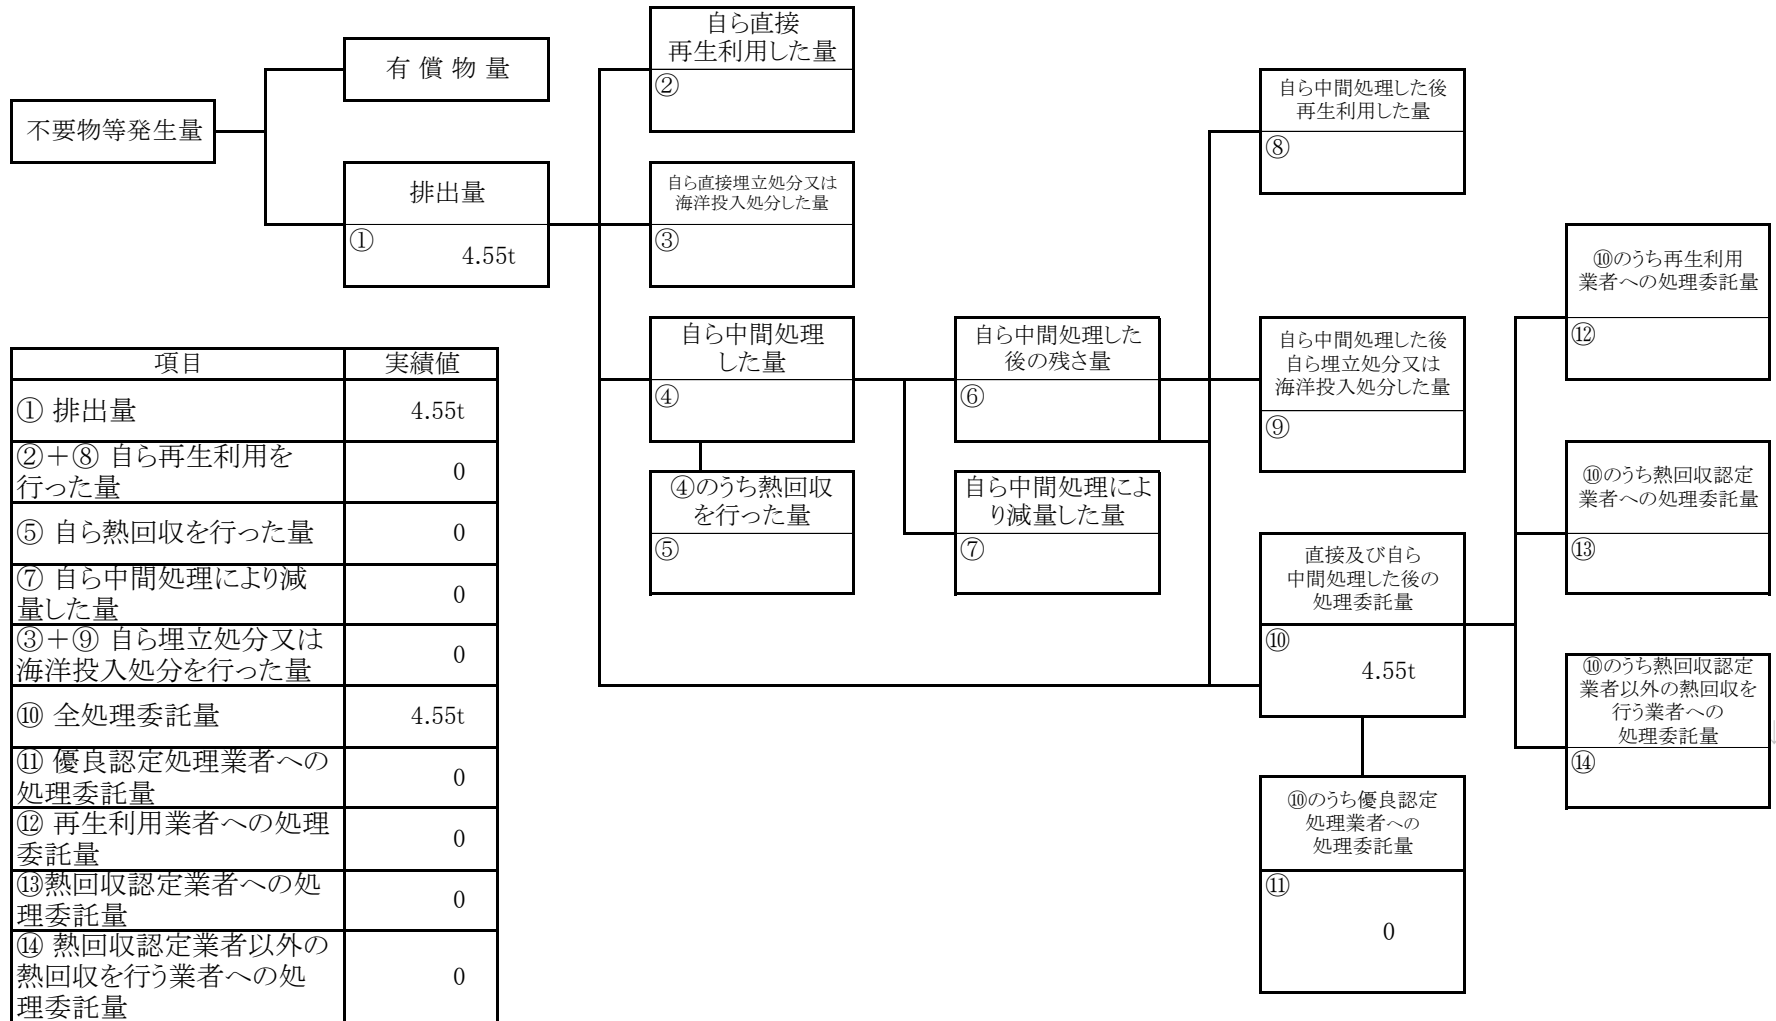 不要物等発生量
有 償 物 量
排出量
①
4.55t
自ら直接
再生利用した量
②
自ら直接埋立処分又は
海洋投入処分した量
③
自ら中間処理
した量
④
④のうち熱回収
を行った量
⑤
自ら中間処理した
後の残さ量
⑥
自ら中間処理によ
り減量した量
⑦
自ら中間処理した後
再生利用した量
⑧
自ら中間処理した後
自ら埋立処分又は
海洋投入処分した量
⑨
直接及び自ら
中間処理した後の
処理委託量
⑩
4.55t
⑩のうち優良認定
処理業者への
処理委託量
⑪
0
⑩のうち再生利用
業者への処理委託量
⑫
⑩のうち熱回収認定
業者への処理委託量
⑬
⑩のうち熱回収認定
業者以外の熱回収を
行う業者への
処理委託量
⑭
項目 実績値
① 排出量 4.55t
②＋⑧ 自ら再生利用を
行った量 0
⑤ 自ら熱回収を行った量 0
⑦ 自ら中間処理により減
量した量 0
③＋⑨ 自ら埋立処分又は
海洋投入処分を行った量 0
⑩ 全処理委託量 4.55t
⑪ 優良認定処理業者への
処理委託量 0
⑫ 再生利用業者への処理
委託量 0
⑬熱回収認定業者への処
理委託量 0
⑭ 熱回収認定業者以外の
熱回収を行う業者への処
理委託量 0